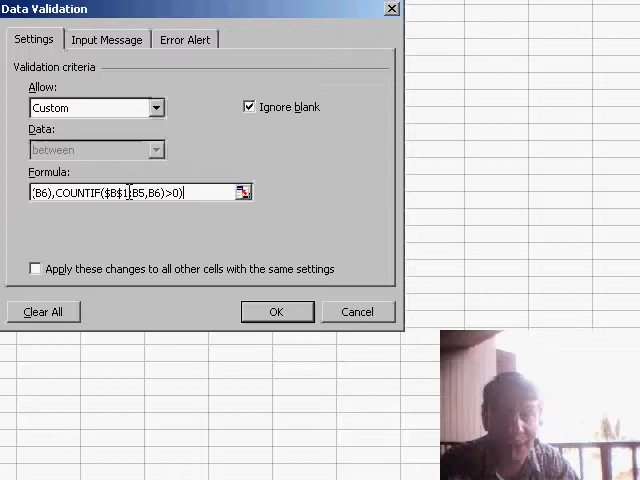 Data Validation
Settings
Input Message
Error Alert
Validation criteria
Allow:
Custom
Ignore blank
Data:
between
Formula:
(B6),COUNTIF($B$1:B5,B6)>0)
Apply these changes to all other cells with the same settings
Clear All
OK
Cancel